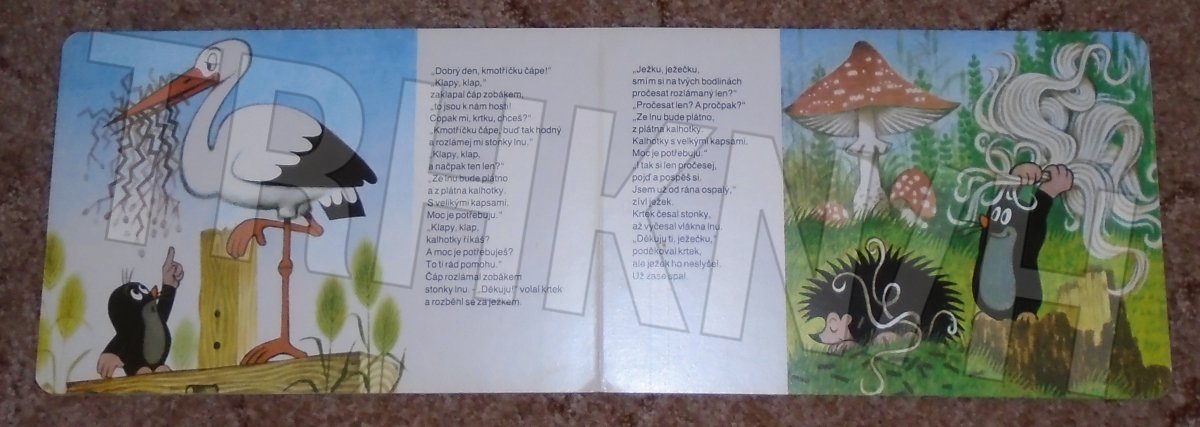 „Dobrý den, kmotříčku čápe!"
„Klapy, klap,"
zaklapal čáp zobákem,
„to jsou k nám hosti!
Copak mi, krtku, chceš?"
„Kmotříčku čápe, buď tak hodný
a rozlámej mi stonky lnu."
„Klapy, klap,
a načpak ten len?"
„Ze lnu bude plátno
a z plátna kalhotky.
S velikými kapsami.
Moc je potřebuju."
„Klapy, klap,
kalhotky říkáš?
A moc je potřebuješ?
To ti rád pomohu."
Čáp rozlámal zobákem
stonky lnu. – „Děkuju!" volal krtek
a rozběhl se za ježkem.
„Ježku, ježečku,
smím si na tvých bodlinách
pročesat rozlámaný len?"
„Pročesat len? A pročpak?"
„Ze lnu bude plátno,
z plátna kalhotky.
Kalhotky s velkými kapsami.
Moc je potřebuju."
„I tak si len pročesej,
pojď a pospěš si.
Jsem už od rána ospalý,"
zívl ježek.
Krtek česal stonky,
až vyčesal vlákna lnu.
„Děkuju ti, ježečku,"
poděkoval krtek,
ale ježek ho neslyšel.
Už zase spal.